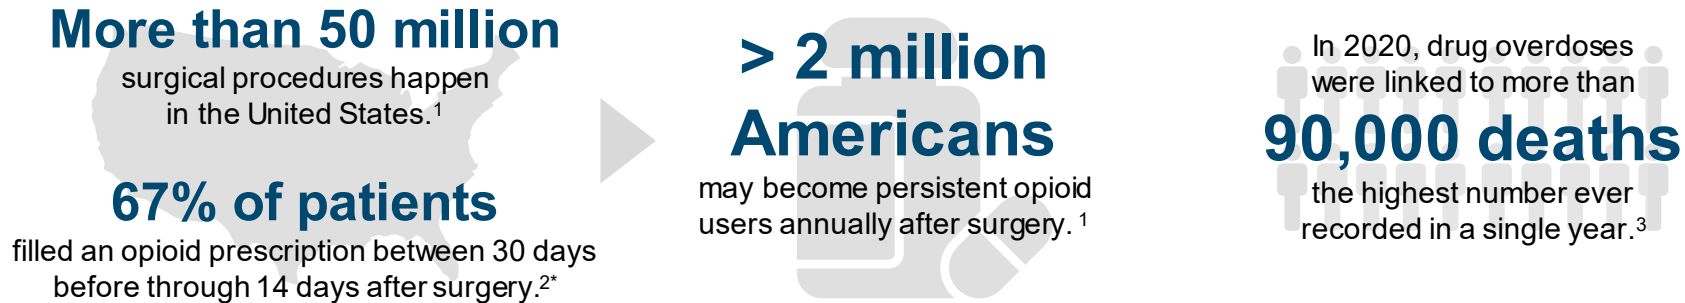 More than 50 million
surgical procedures happen
in the United States.1
67% of patients
filled an opioid prescription between 30 days
before through 14 days after surgery.2*
> 2 million
Americans
may become persistent opioid
users annually after surgery. 1
In 2020, drug overdoses
were linked to more than
90,000 deaths
the highest number ever
recorded in a single year.3